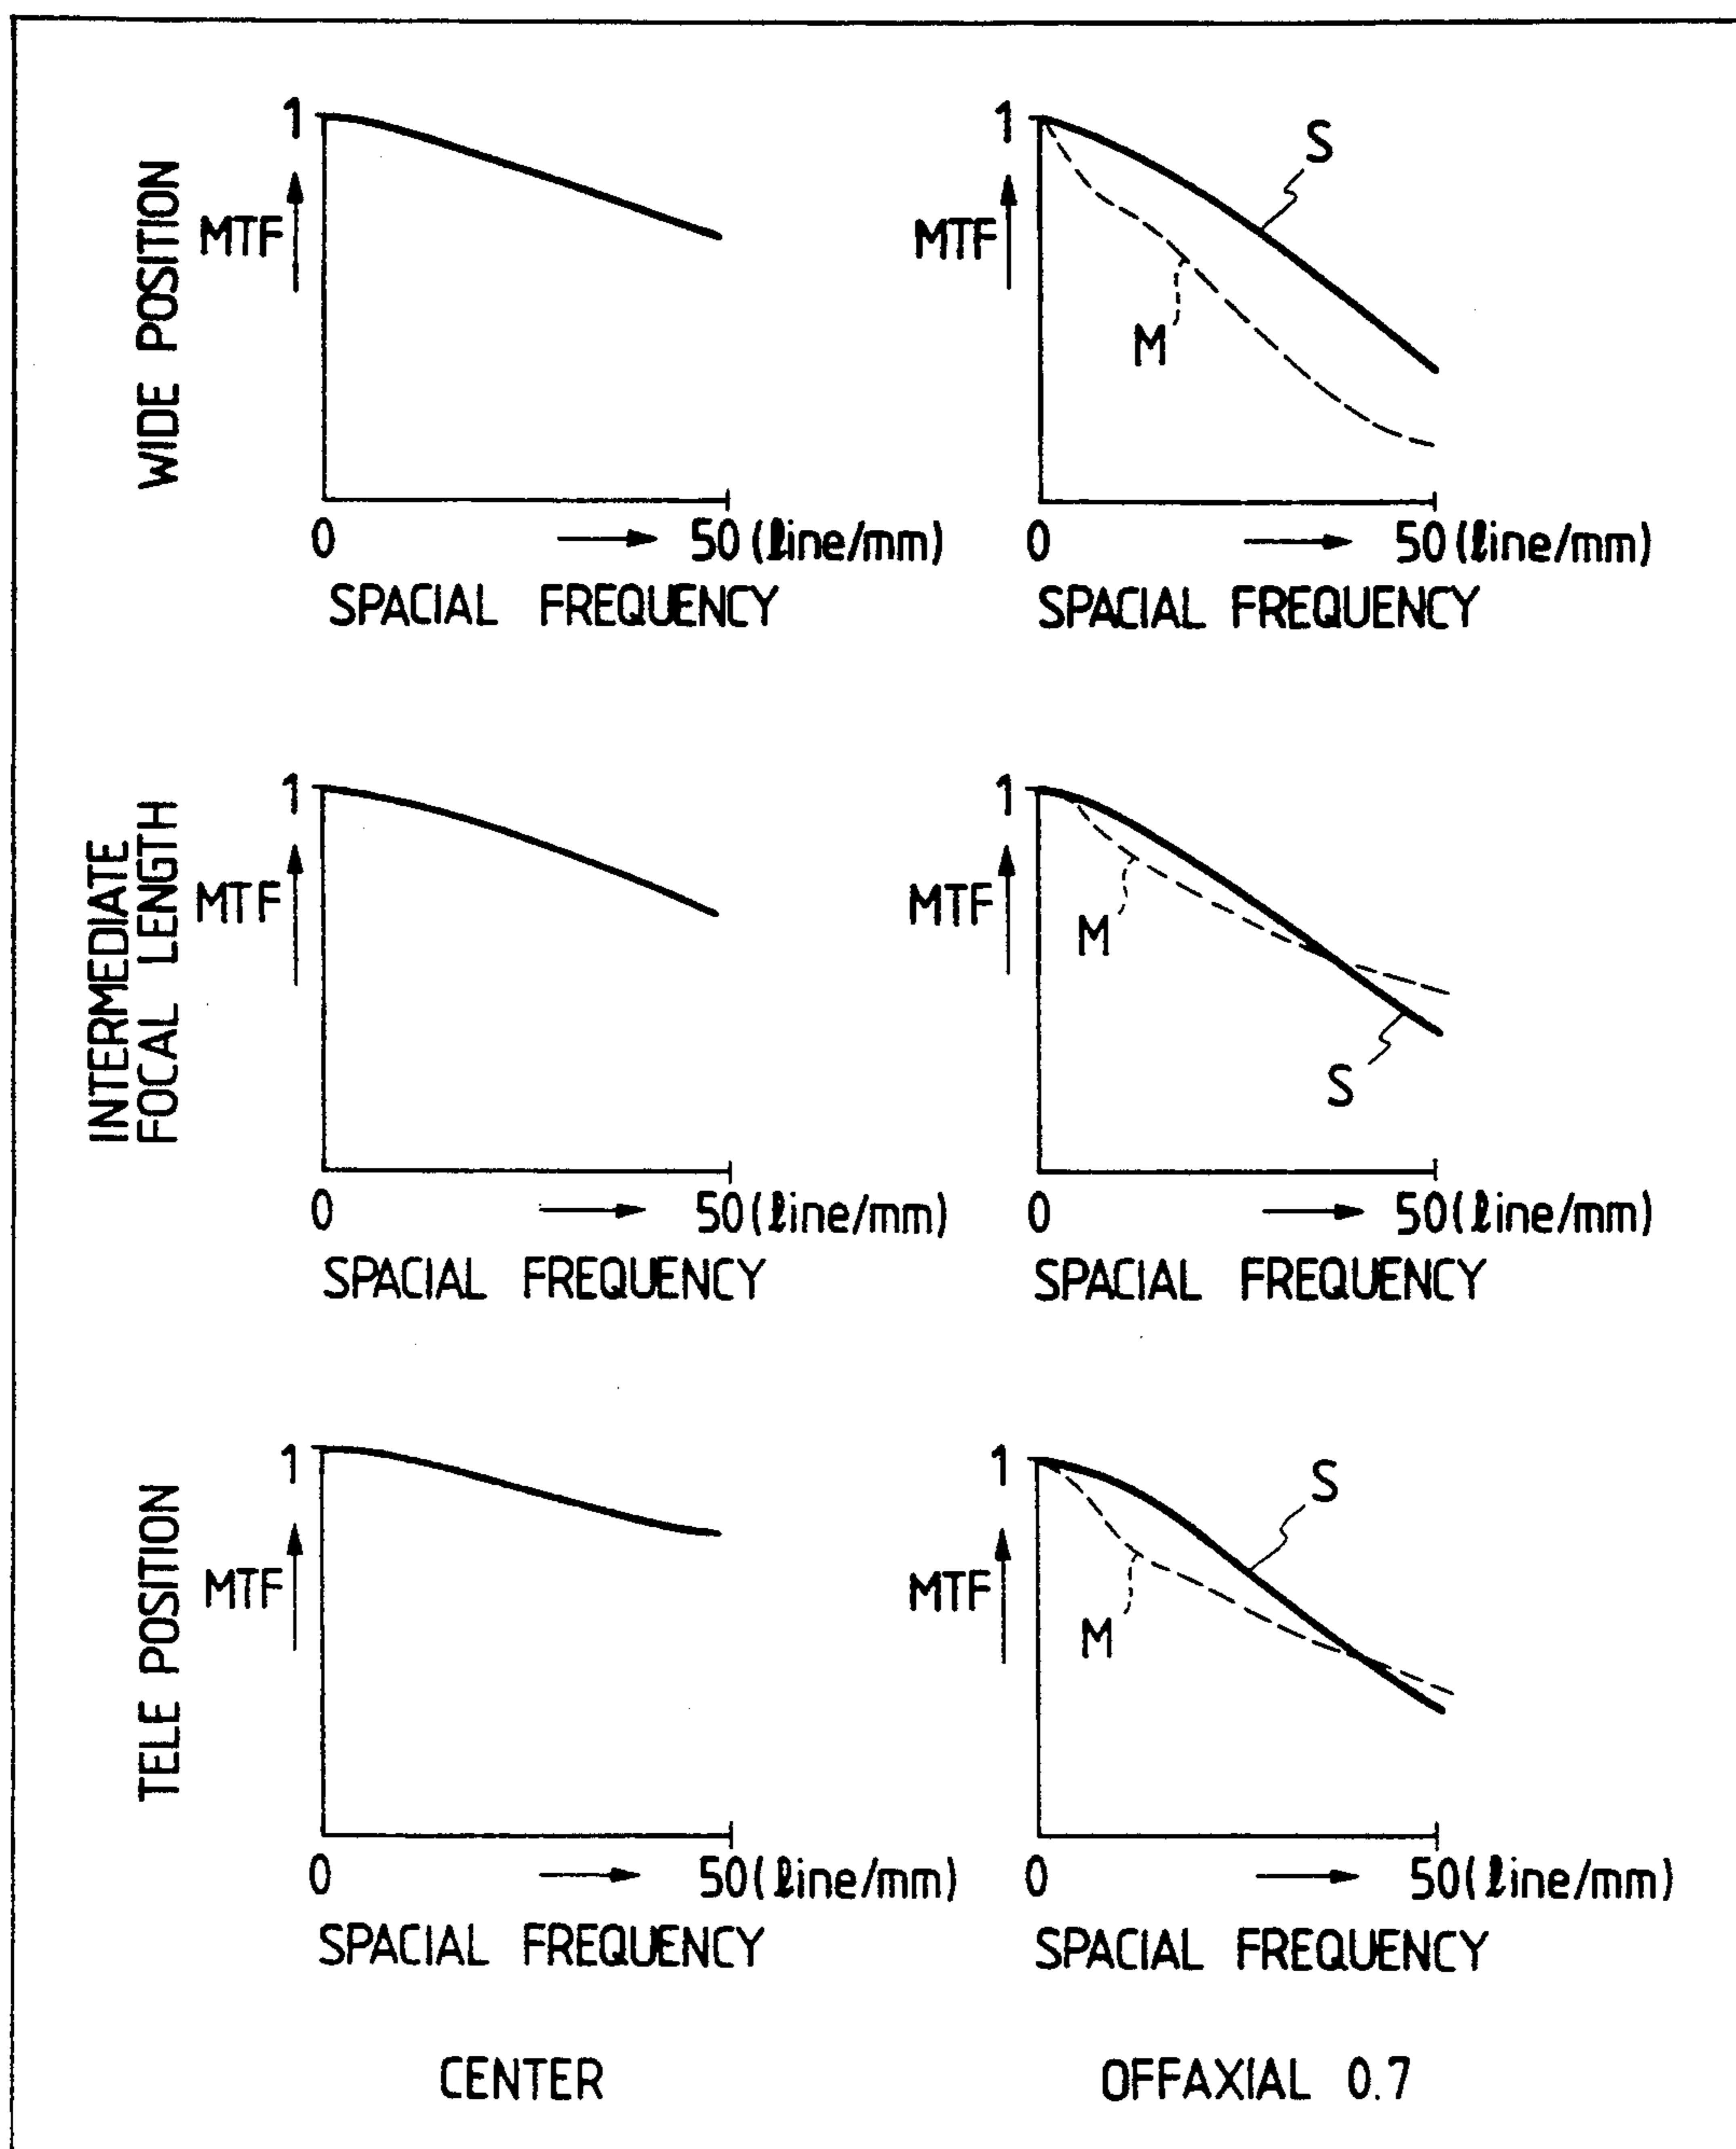 WIDE POSITION
1
MTF
0
50 (line/mm)
SPACIAL FREQUENCY
1
MTF
S
M
0
50 (line/mm)
SPACIAL FREQUENCY
INTERMEDIATE
FOCAL LENGTH
1
MTF
0
50 (line/mm)
SPACIAL FREQUENCY
1
MTF
M
S
0
50 (line/mm)
SPACIAL FREQUENCY
TELE POSITION
1
MTF
0
50 (line/mm)
SPACIAL FREQUENCY
1
MTF
S
M
0
50 (line/mm)
SPACIAL FREQUENCY
CENTER
OFFAXIAL 0.7